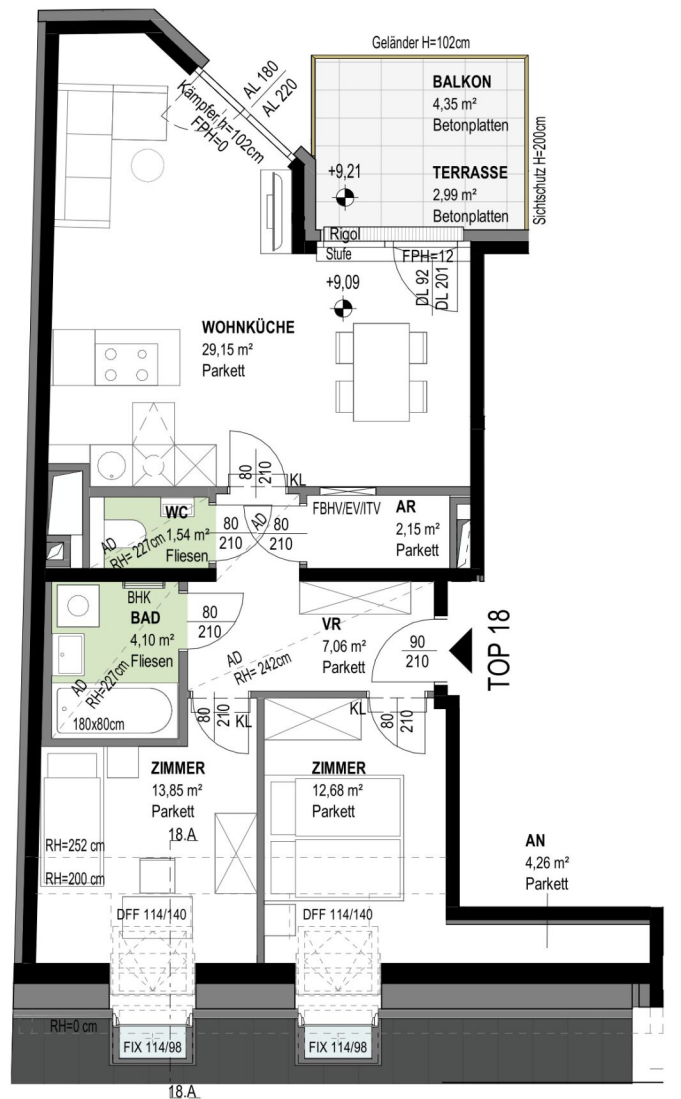 Geländer H=102cm
AL 180
AL 220
Kämpfer h=102cm
FPH=0
BALKON
4,35 m²
Betonplatten
TERRASSE
2,99 m²
Betonplatten
Sichtschutz H=200cm
+9,21
Rigol
Stufe
FPH=12
DL 92
DL 201
+9,09
WOHNKÜCHE
29,15 m²
Parkett
80
210
KL
WC
1,54 m²
Fliesen
AD
RH= 227cm
80
210
AD
80
210
FBHV/EV/ITV
AR
2,15 m²
Parkett
BHK
BAD
4,10 m²
Fliesen
AD
RH=227cm
180x80cm
80
210
VR
7,06 m²
Parkett
AD
RH= 242cm
90
210
TOP 18
80
210
KL
KL
80
210
ZIMMER
13,85 m²
Parkett
18.A
ZIMMER
12,68 m²
Parkett
RH=252 cm
RH=200 cm
AN
4,26 m²
Parkett
DFF 114/140
DFF 114/140
RH=0 cm
FIX 114/98
FIX 114/98
18.A